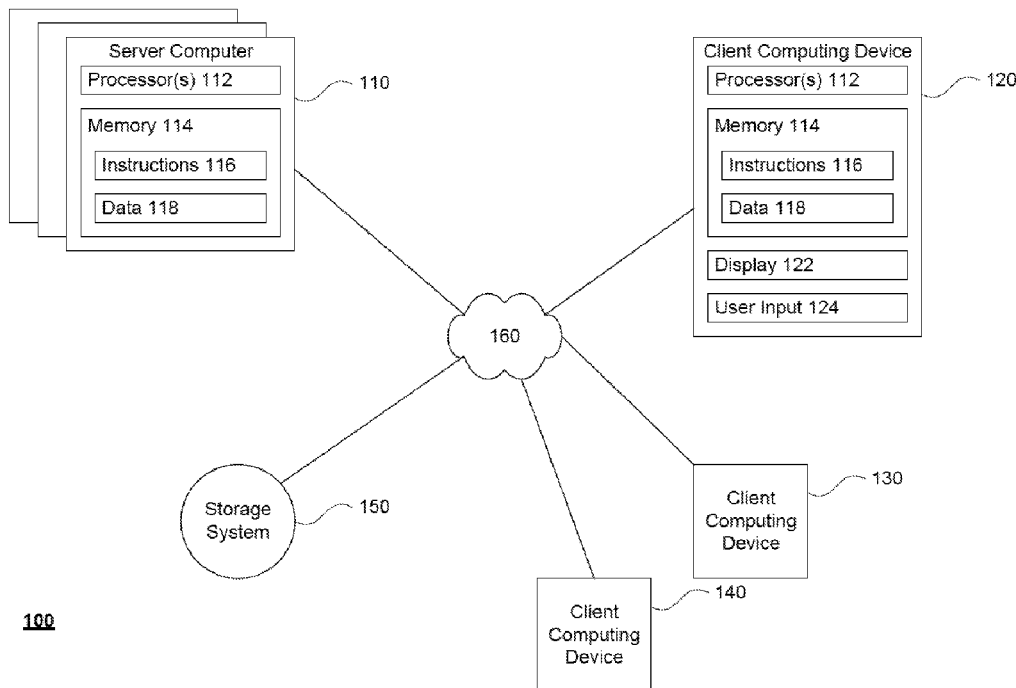 Server Computer
Processor(s) 112
Memory 114
Instructions 116
Data 118
110
Client Computing Device
Processor(s) 112
Memory 114
Instructions 116
Data 118
Display 122
User Input 124
120
160
Storage
System
150
Client
Computing
Device
130
Client
Computing
Device
140
100